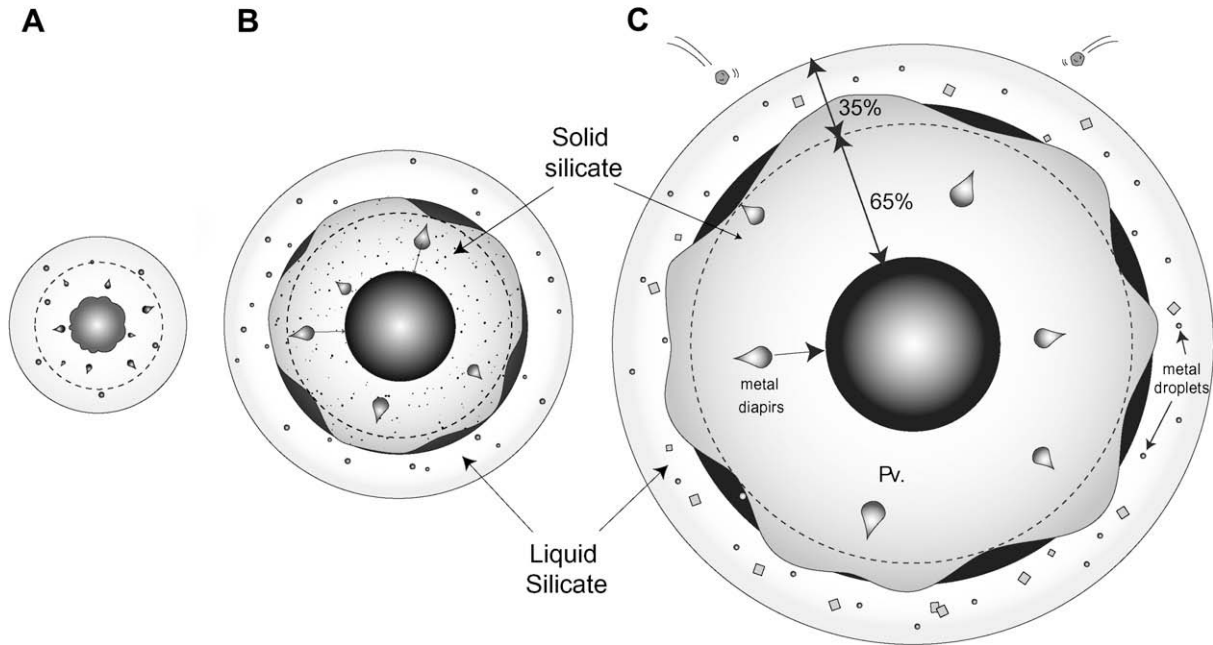 A
B
C
Solid
silicate
35%
65%
metal
diapirs
metal
droplets
Pv.
Liquid
Silicate